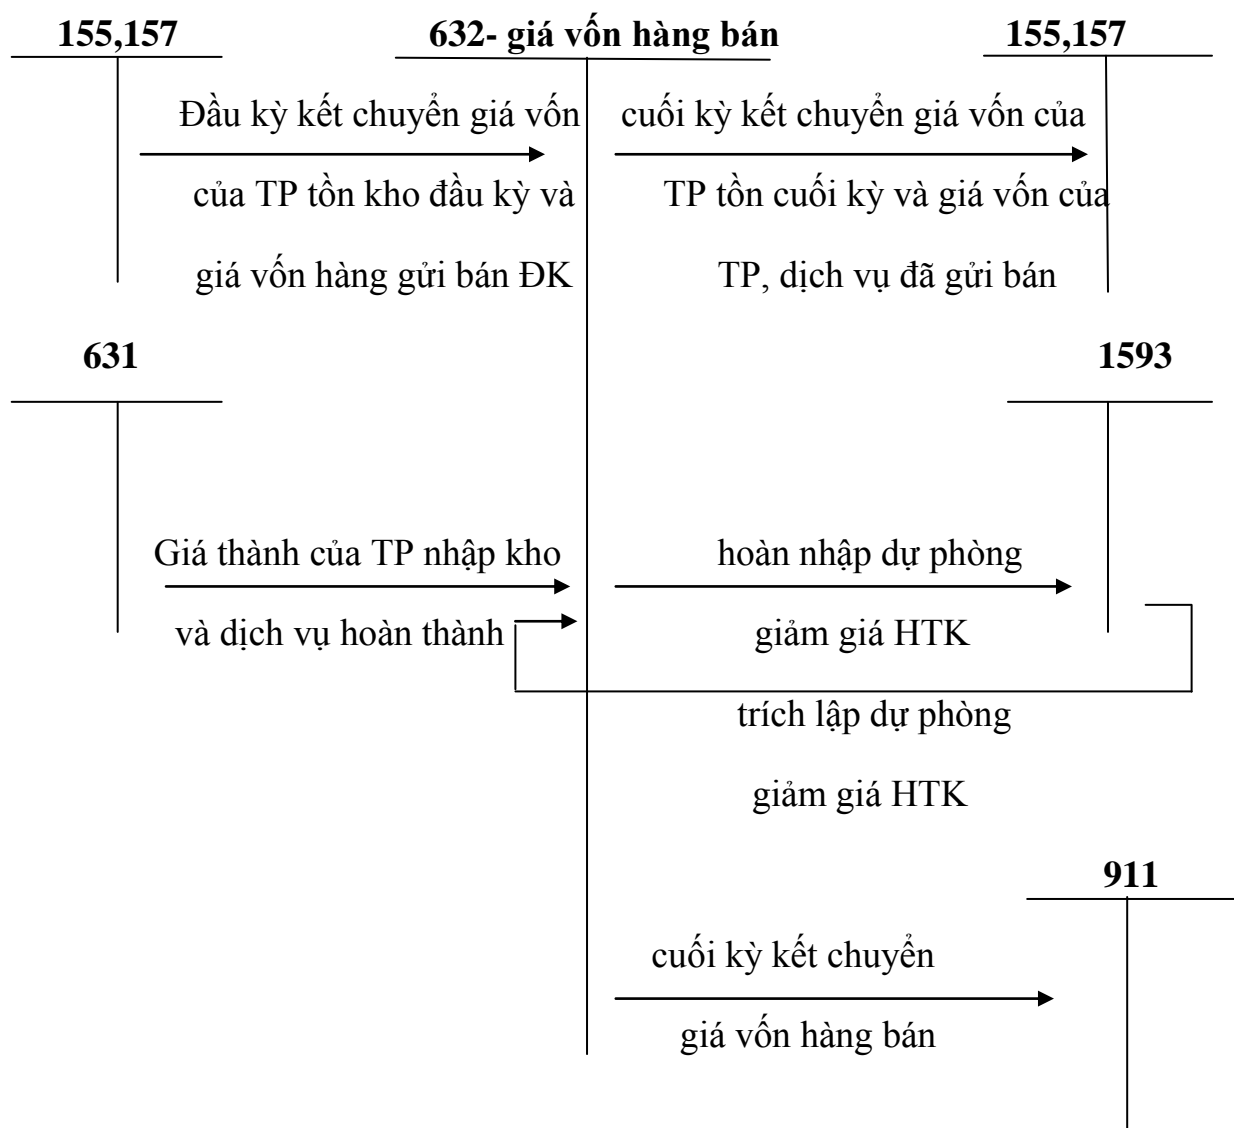 155,157
632- giá vốn hàng bán
155,157
Đầu kỳ kết chuyển giá vốn
của TP tồn kho đầu kỳ và
giá vốn hàng gửi bán ĐK
cuối kỳ kết chuyển giá vốn của
TP tồn cuối kỳ và giá vốn của
TP, dịch vụ đã gửi bán
631
1593
Giá thành của TP nhập kho
và dịch vụ hoàn thành
hoàn nhập dự phòng
giảm giá HTK
trích lập dự phòng
giảm giá HTK
911
cuối kỳ kết chuyển
giá vốn hàng bán